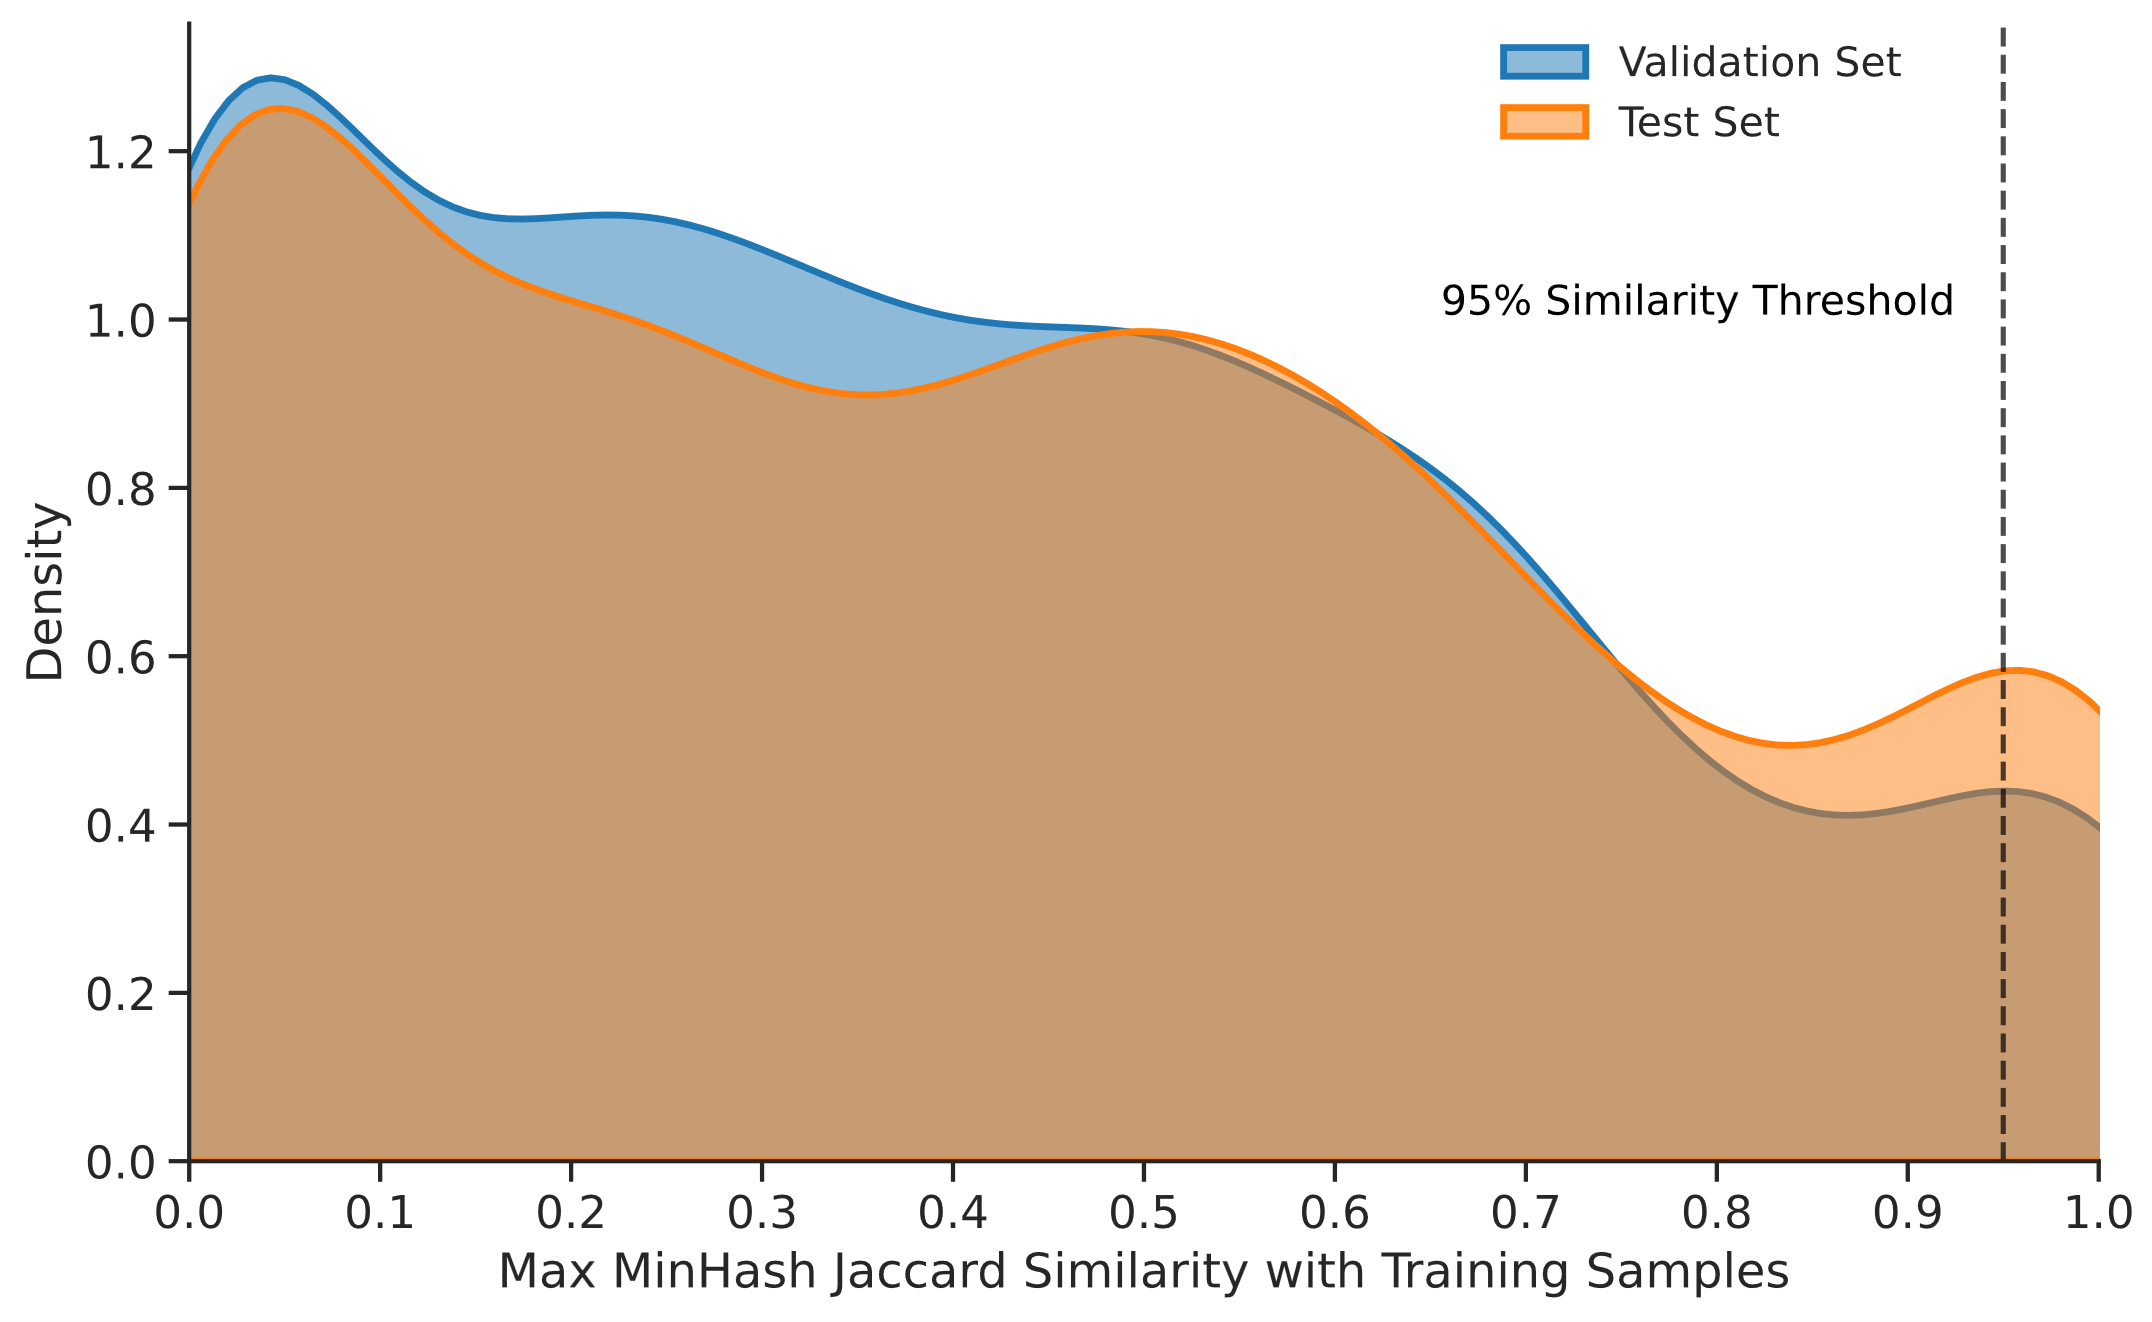 Validation Set
Test Set
95% Similarity Threshold
Density
1.2
1.0
0.8
0.6
0.4
0.2
0.0
0.0 0.1 0.2 0.3 0.4 0.5 0.6 0.7 0.8 0.9 1.0
Max MinHash Jaccard Similarity with Training Samples